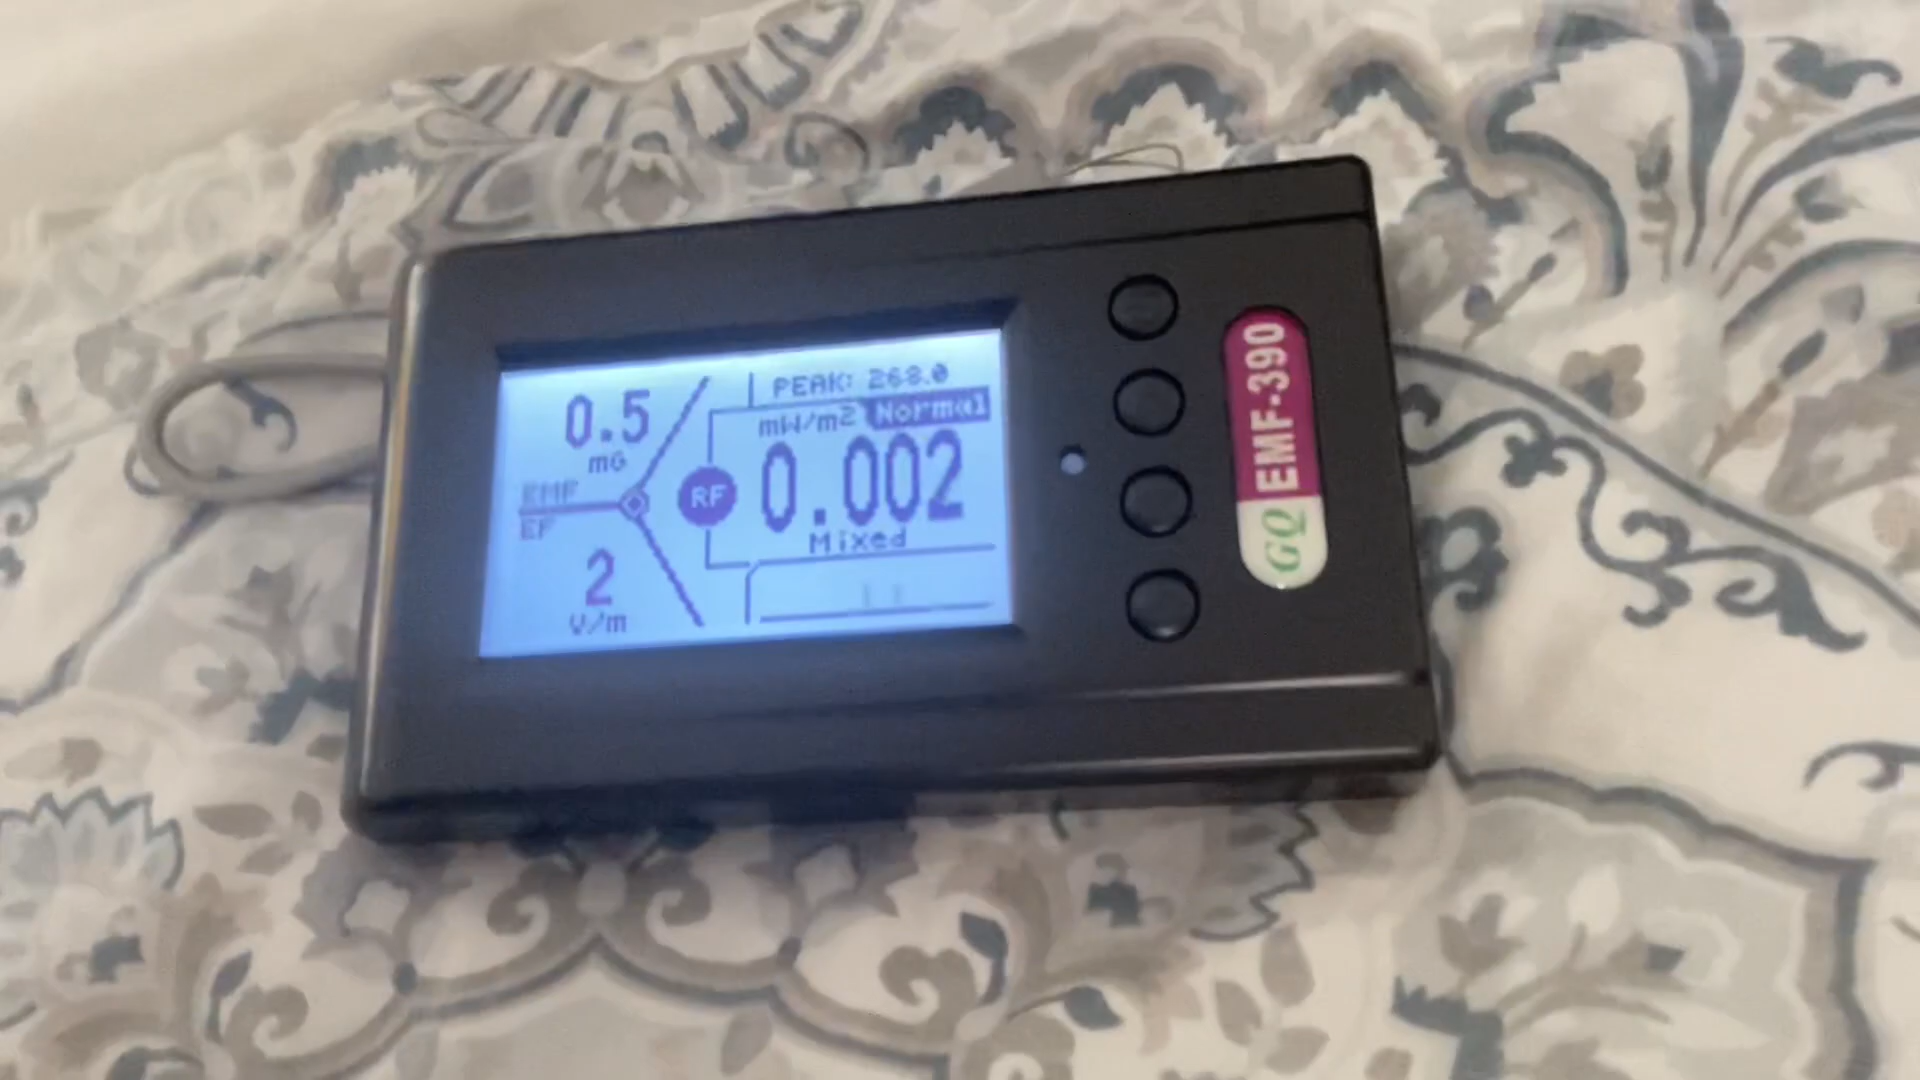 0.5
mG
EMF
EF
2
V/m
PEAK: 268.0
mW/m2 Normal
RF
0.002
Mixed
GQ EMF-390